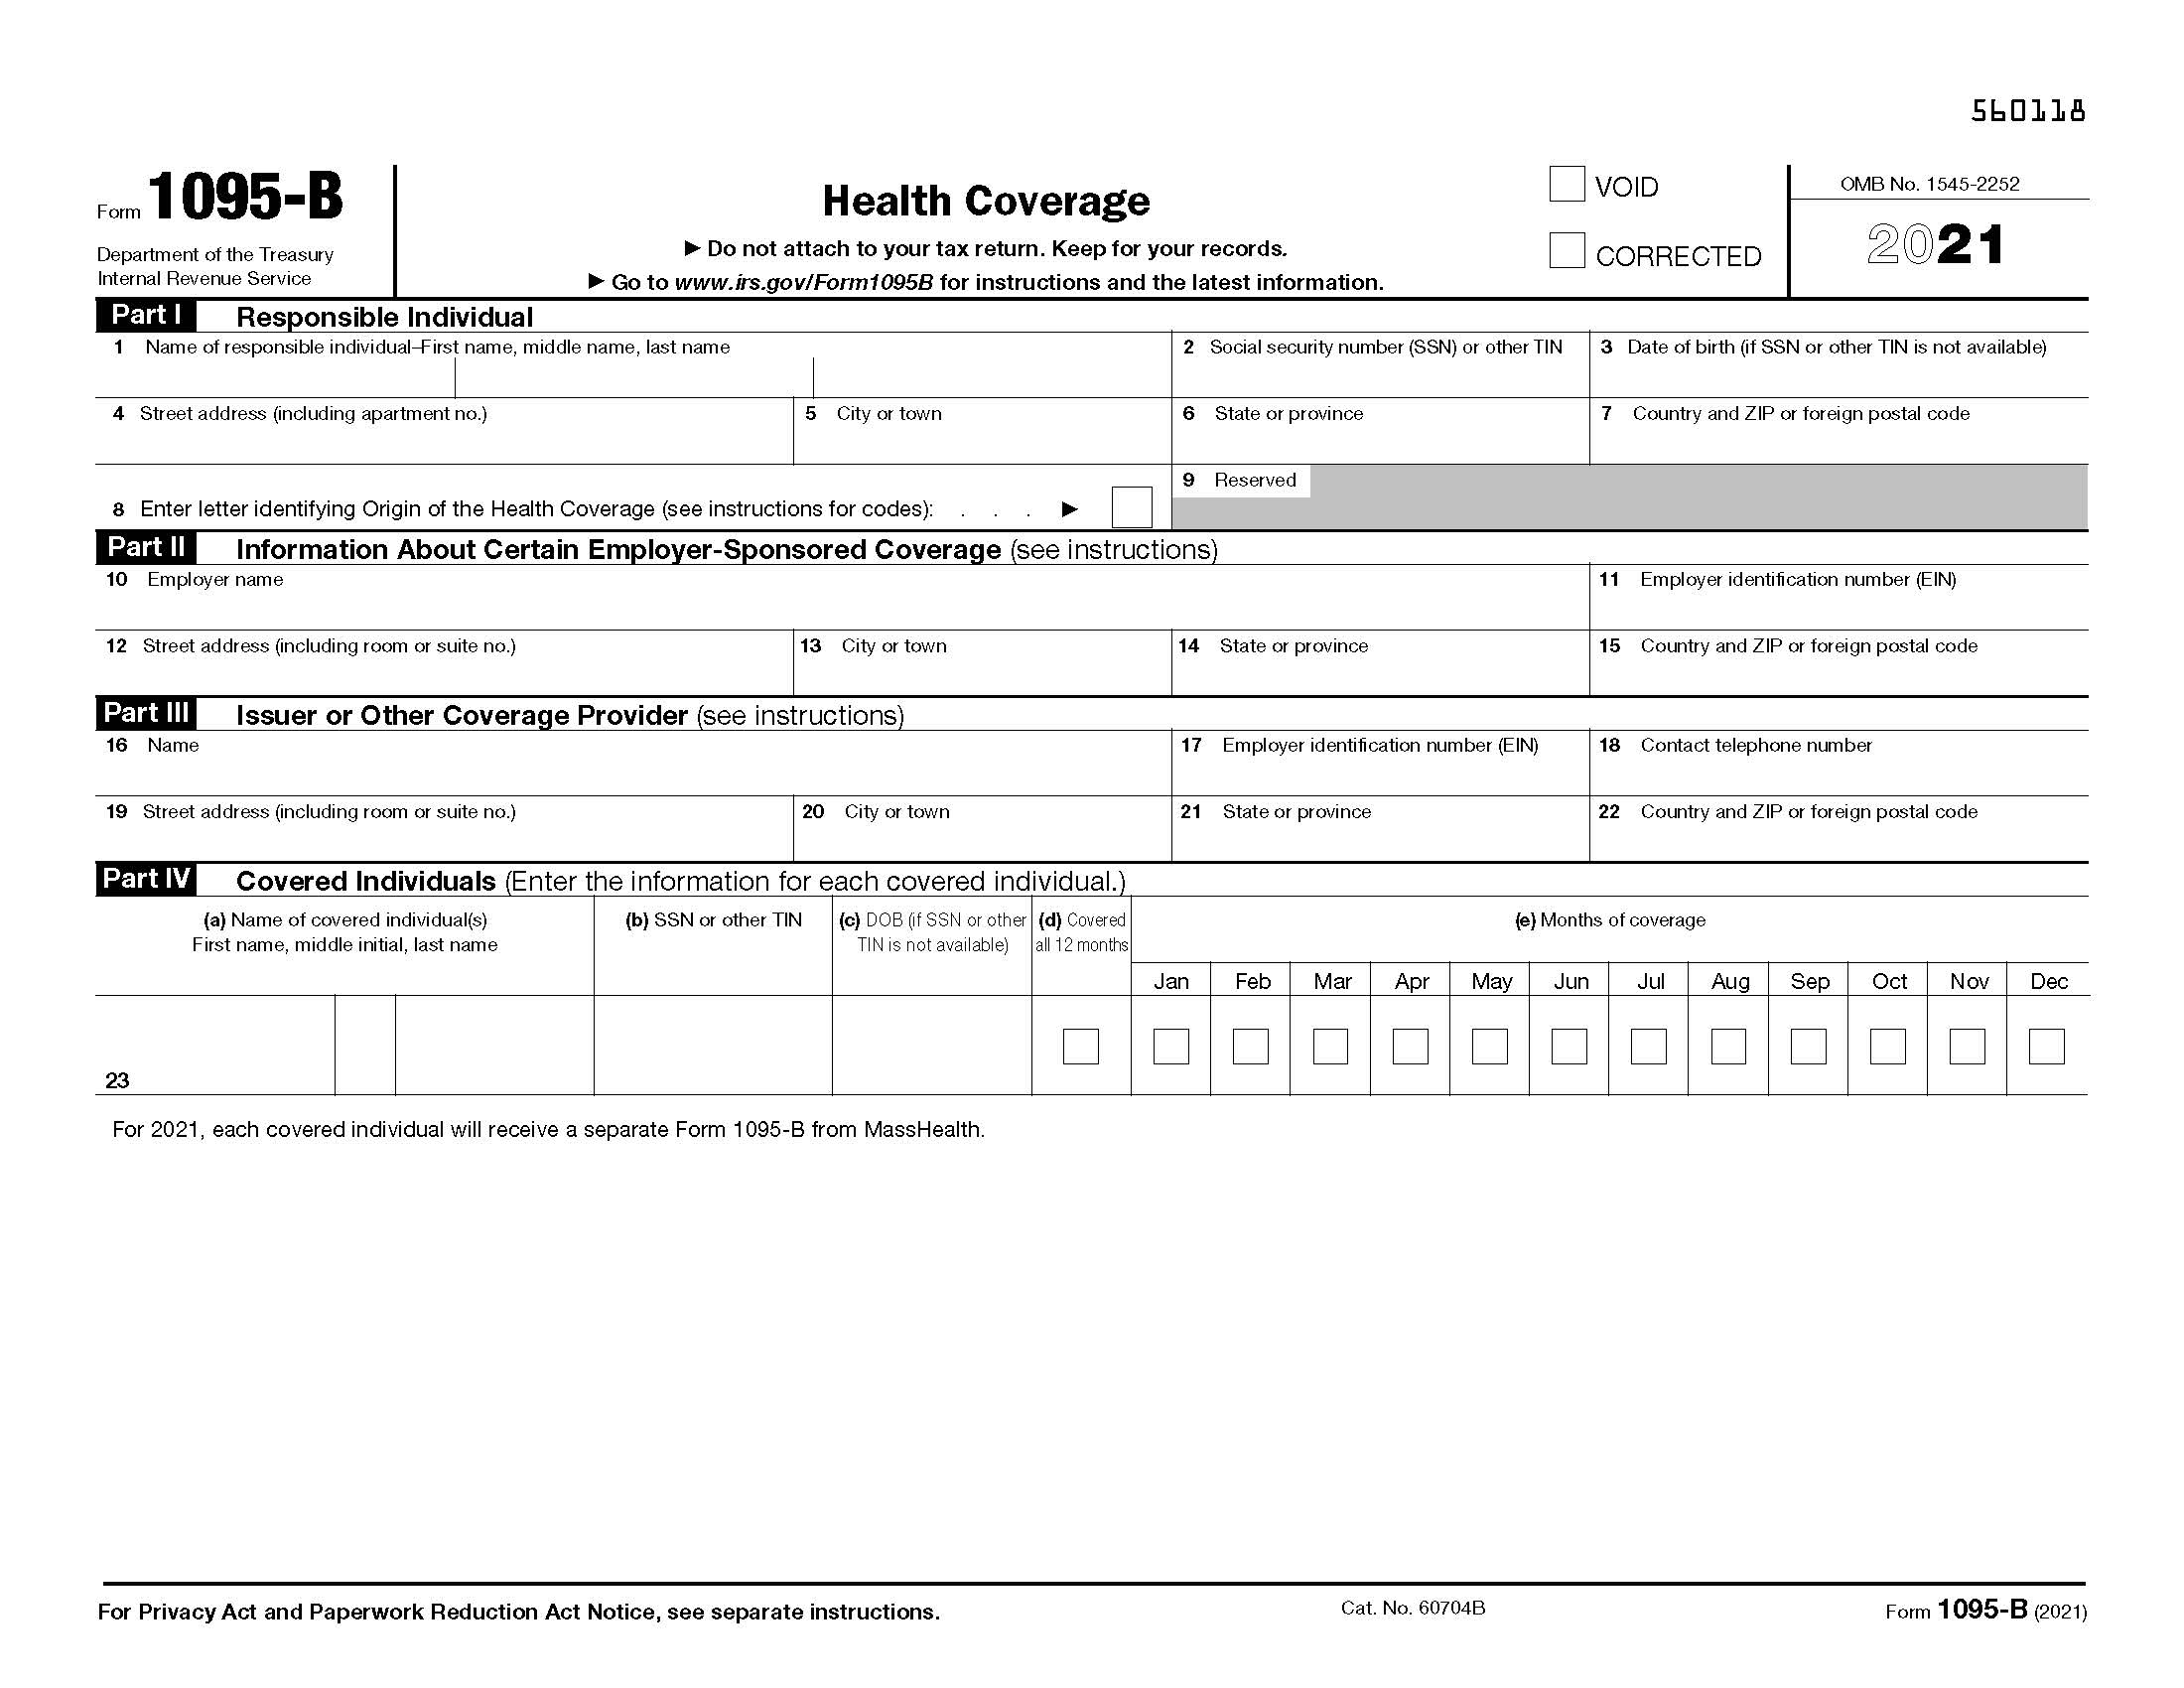 560118
Form 1095-B
Department of the Treasury
Internal Revenue Service
Health Coverage
▶ Do not attach to your tax return. Keep for your records.
▶ Go to www.irs.gov/Form1095B for instructions and the latest information.
VOID
CORRECTED
OMB No. 1545-2252
2021
Part I Responsible Individual
1 Name of responsible individual–First name, middle name, last name
2 Social security number (SSN) or other TIN
3 Date of birth (if SSN or other TIN is not available)
4 Street address (including apartment no.)
5 City or town
6 State or province
7 Country and ZIP or foreign postal code
8 Enter letter identifying Origin of the Health Coverage (see instructions for codes): . . . ▶
9 Reserved
Part II Information About Certain Employer-Sponsored Coverage (see instructions)
10 Employer name
11 Employer identification number (EIN)
12 Street address (including room or suite no.)
13 City or town
14 State or province
15 Country and ZIP or foreign postal code
Part III Issuer or Other Coverage Provider (see instructions)
16 Name
17 Employer identification number (EIN)
18 Contact telephone number
19 Street address (including room or suite no.)
20 City or town
21 State or province
22 Country and ZIP or foreign postal code
Part IV Covered Individuals (Enter the information for each covered individual.)
(a) Name of covered individual(s)
First name, middle initial, last name
(b) SSN or other TIN
(c) DOB (if SSN or other
TIN is not available)
(d) Covered
all 12 months
(e) Months of coverage
Jan Feb Mar Apr May Jun Jul Aug Sep Oct Nov Dec
23
For 2021, each covered individual will receive a separate Form 1095-B from MassHealth.
For Privacy Act and Paperwork Reduction Act Notice, see separate instructions.
Cat. No. 60704B
Form 1095-B (2021)